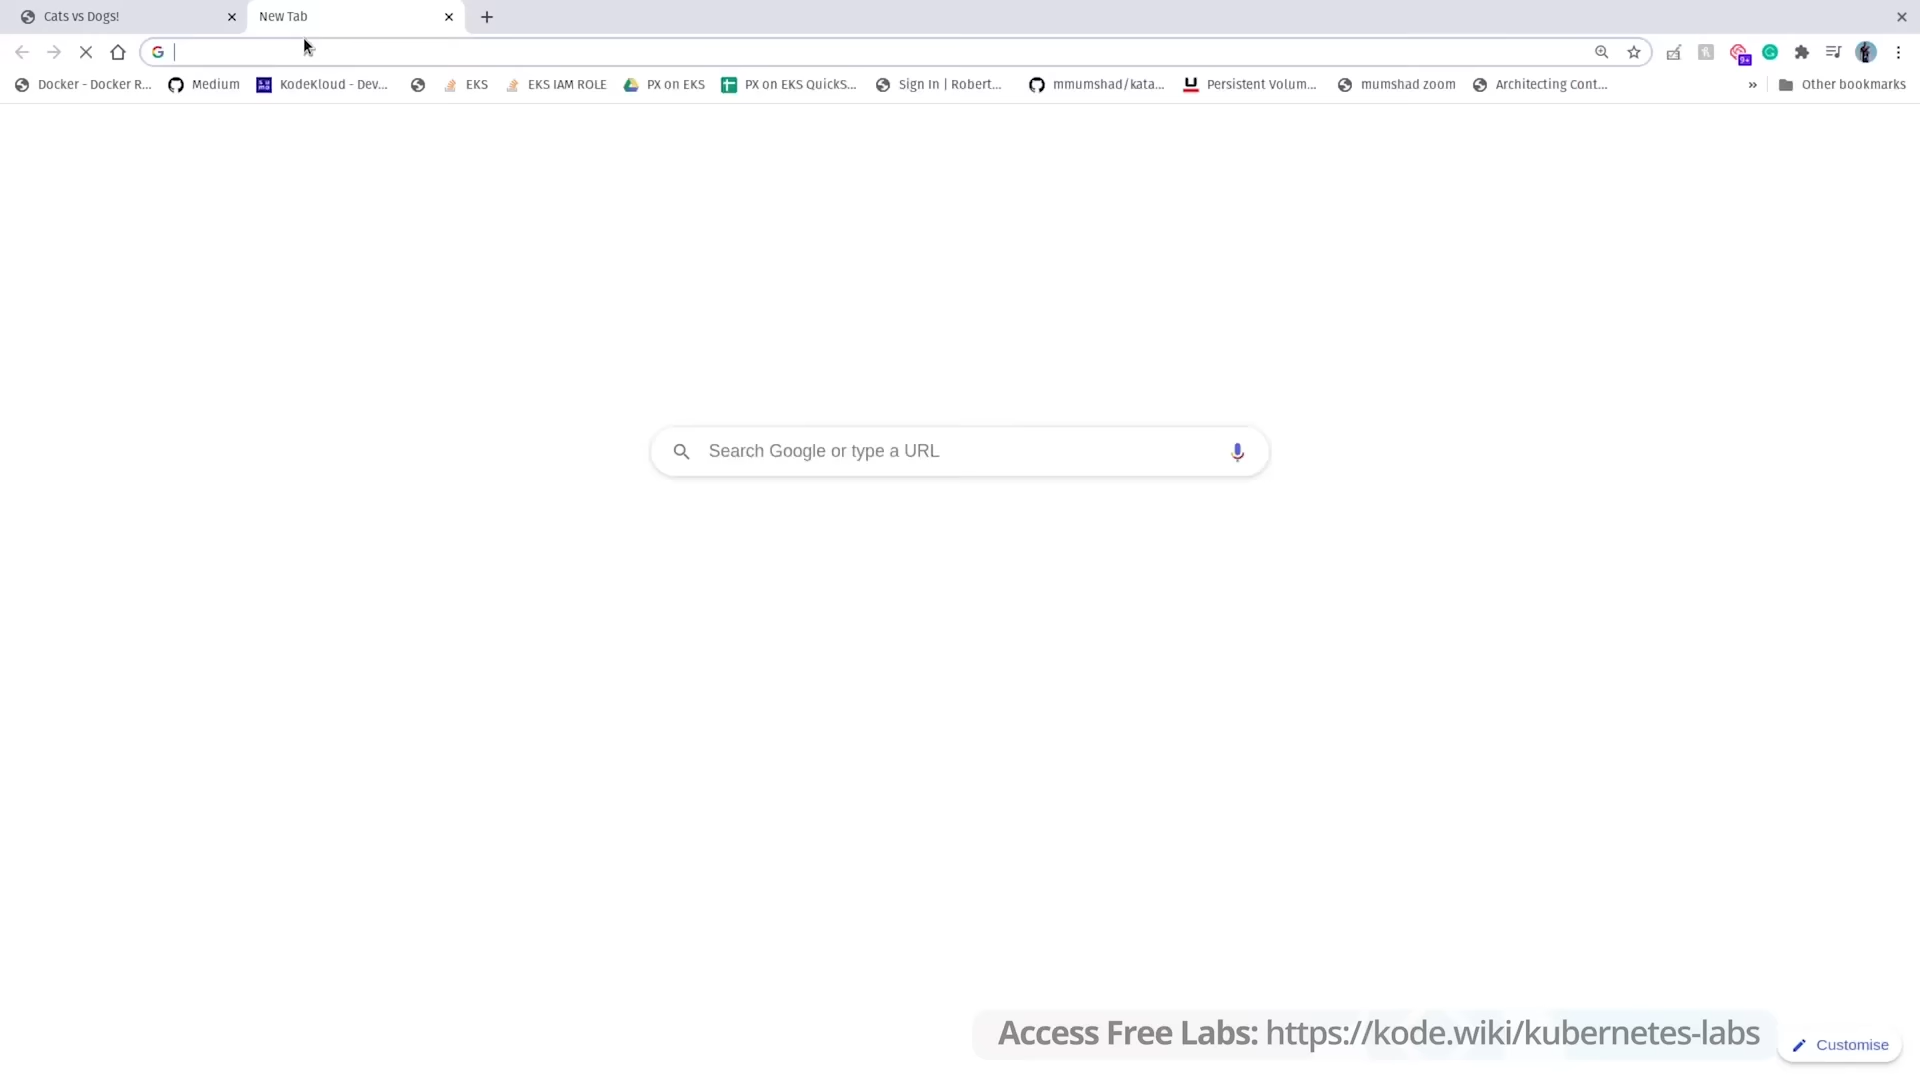 Cats vs Dogs!
New Tab
Docker - Docker R...
Medium
KodeKloud - Dev...
EKS
EKS IAM ROLE
PX on EKS
PX on EKS QuickS...
Sign In | Robert...
mmumshad/kata...
Persistent Volum...
mumshad zoom
Architecting Cont...
»
Other bookmarks
9+
Search Google or type a URL
Access Free Labs: https://kode.wiki/kubernetes-labs
Customise